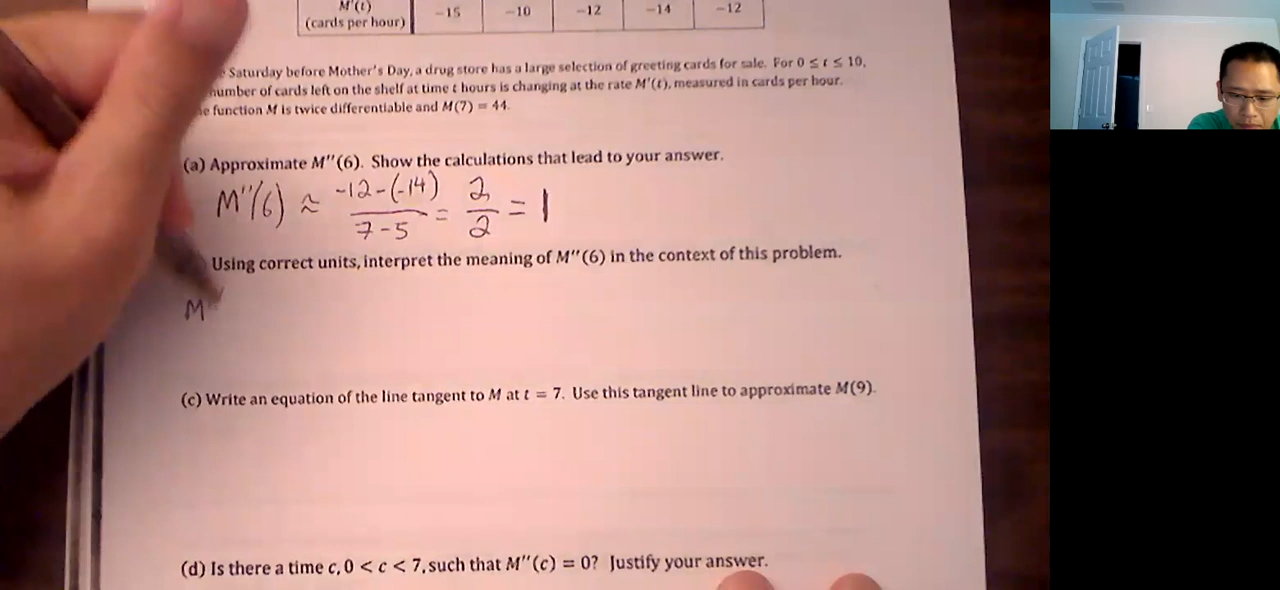 M'(t) -15 -10 -12 -14 -12
(cards per hour)
Saturday before Mother's Day, a drug store has a large selection of greeting cards for sale. For 0 ≤ t ≤ 10,
number of cards left on the shelf at time t hours is changing at the rate M'(t), measured in cards per hour.
function M is twice differentiable and M(7) = 44.
(a) Approximate M''(6). Show the calculations that lead to your answer.
M''(6) ≈ -12-(-14) / 7-5 = 2/2 = 1
Using correct units, interpret the meaning of M''(6) in the context of this problem.
M''
(c) Write an equation of the line tangent to M at t = 7. Use this tangent line to approximate M(9).
(d) Is there a time c, 0 < c < 7, such that M''(c) = 0? Justify your answer.